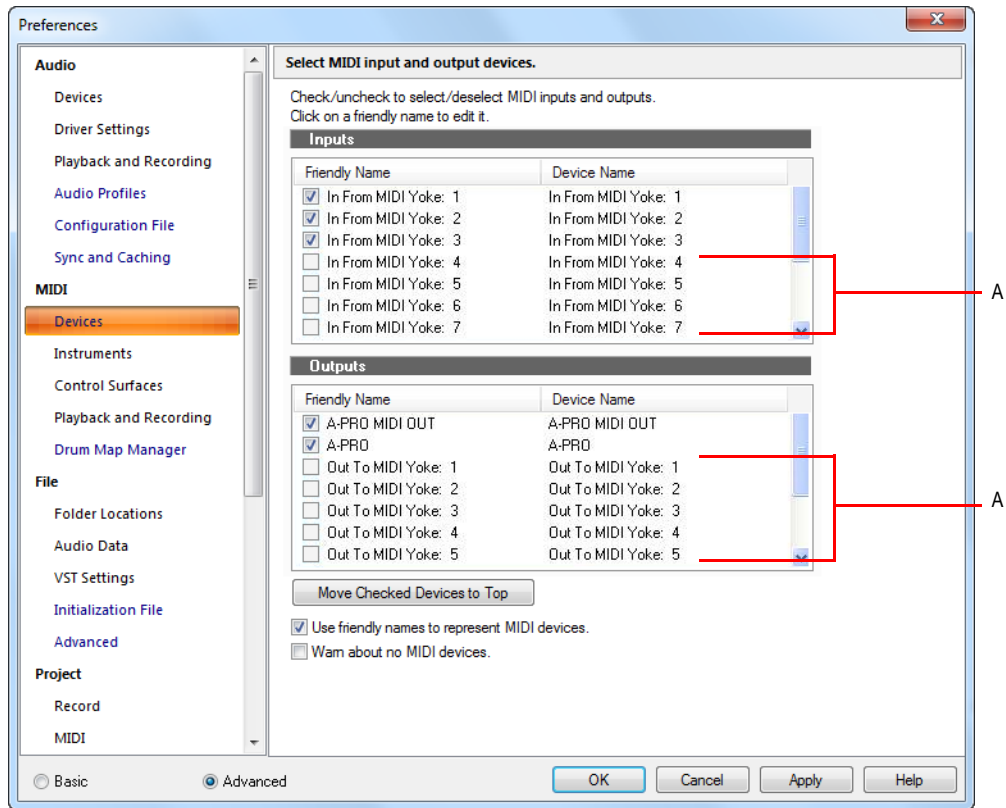 Preferences
Audio
Devices
Driver Settings
Playback and Recording
Audio Profiles
Configuration File
Sync and Caching
MIDI
Devices
Instruments
Control Surfaces
Playback and Recording
Drum Map Manager
File
Folder Locations
Audio Data
VST Settings
Initialization File
Advanced
Project
Record
MIDI
Select MIDI input and output devices.
Check/uncheck to select/deselect MIDI inputs and outputs.
Click on a friendly name to edit it.
Inputs
Friendly Name Device Name
In From MIDI Yoke: 1 In From MIDI Yoke: 1
In From MIDI Yoke: 2 In From MIDI Yoke: 2
In From MIDI Yoke: 3 In From MIDI Yoke: 3
In From MIDI Yoke: 4 In From MIDI Yoke: 4
In From MIDI Yoke: 5 In From MIDI Yoke: 5
In From MIDI Yoke: 6 In From MIDI Yoke: 6
In From MIDI Yoke: 7 In From MIDI Yoke: 7
A
Outputs
Friendly Name Device Name
A-PRO MIDI OUT A-PRO MIDI OUT
A-PRO A-PRO
Out To MIDI Yoke: 1 Out To MIDI Yoke: 1
Out To MIDI Yoke: 2 Out To MIDI Yoke: 2
Out To MIDI Yoke: 3 Out To MIDI Yoke: 3
Out To MIDI Yoke: 4 Out To MIDI Yoke: 4
Out To MIDI Yoke: 5 Out To MIDI Yoke: 5
A
Move Checked Devices to Top
Use friendly names to represent MIDI devices.
Warn about no MIDI devices.
Basic Advanced OK Cancel Apply Help